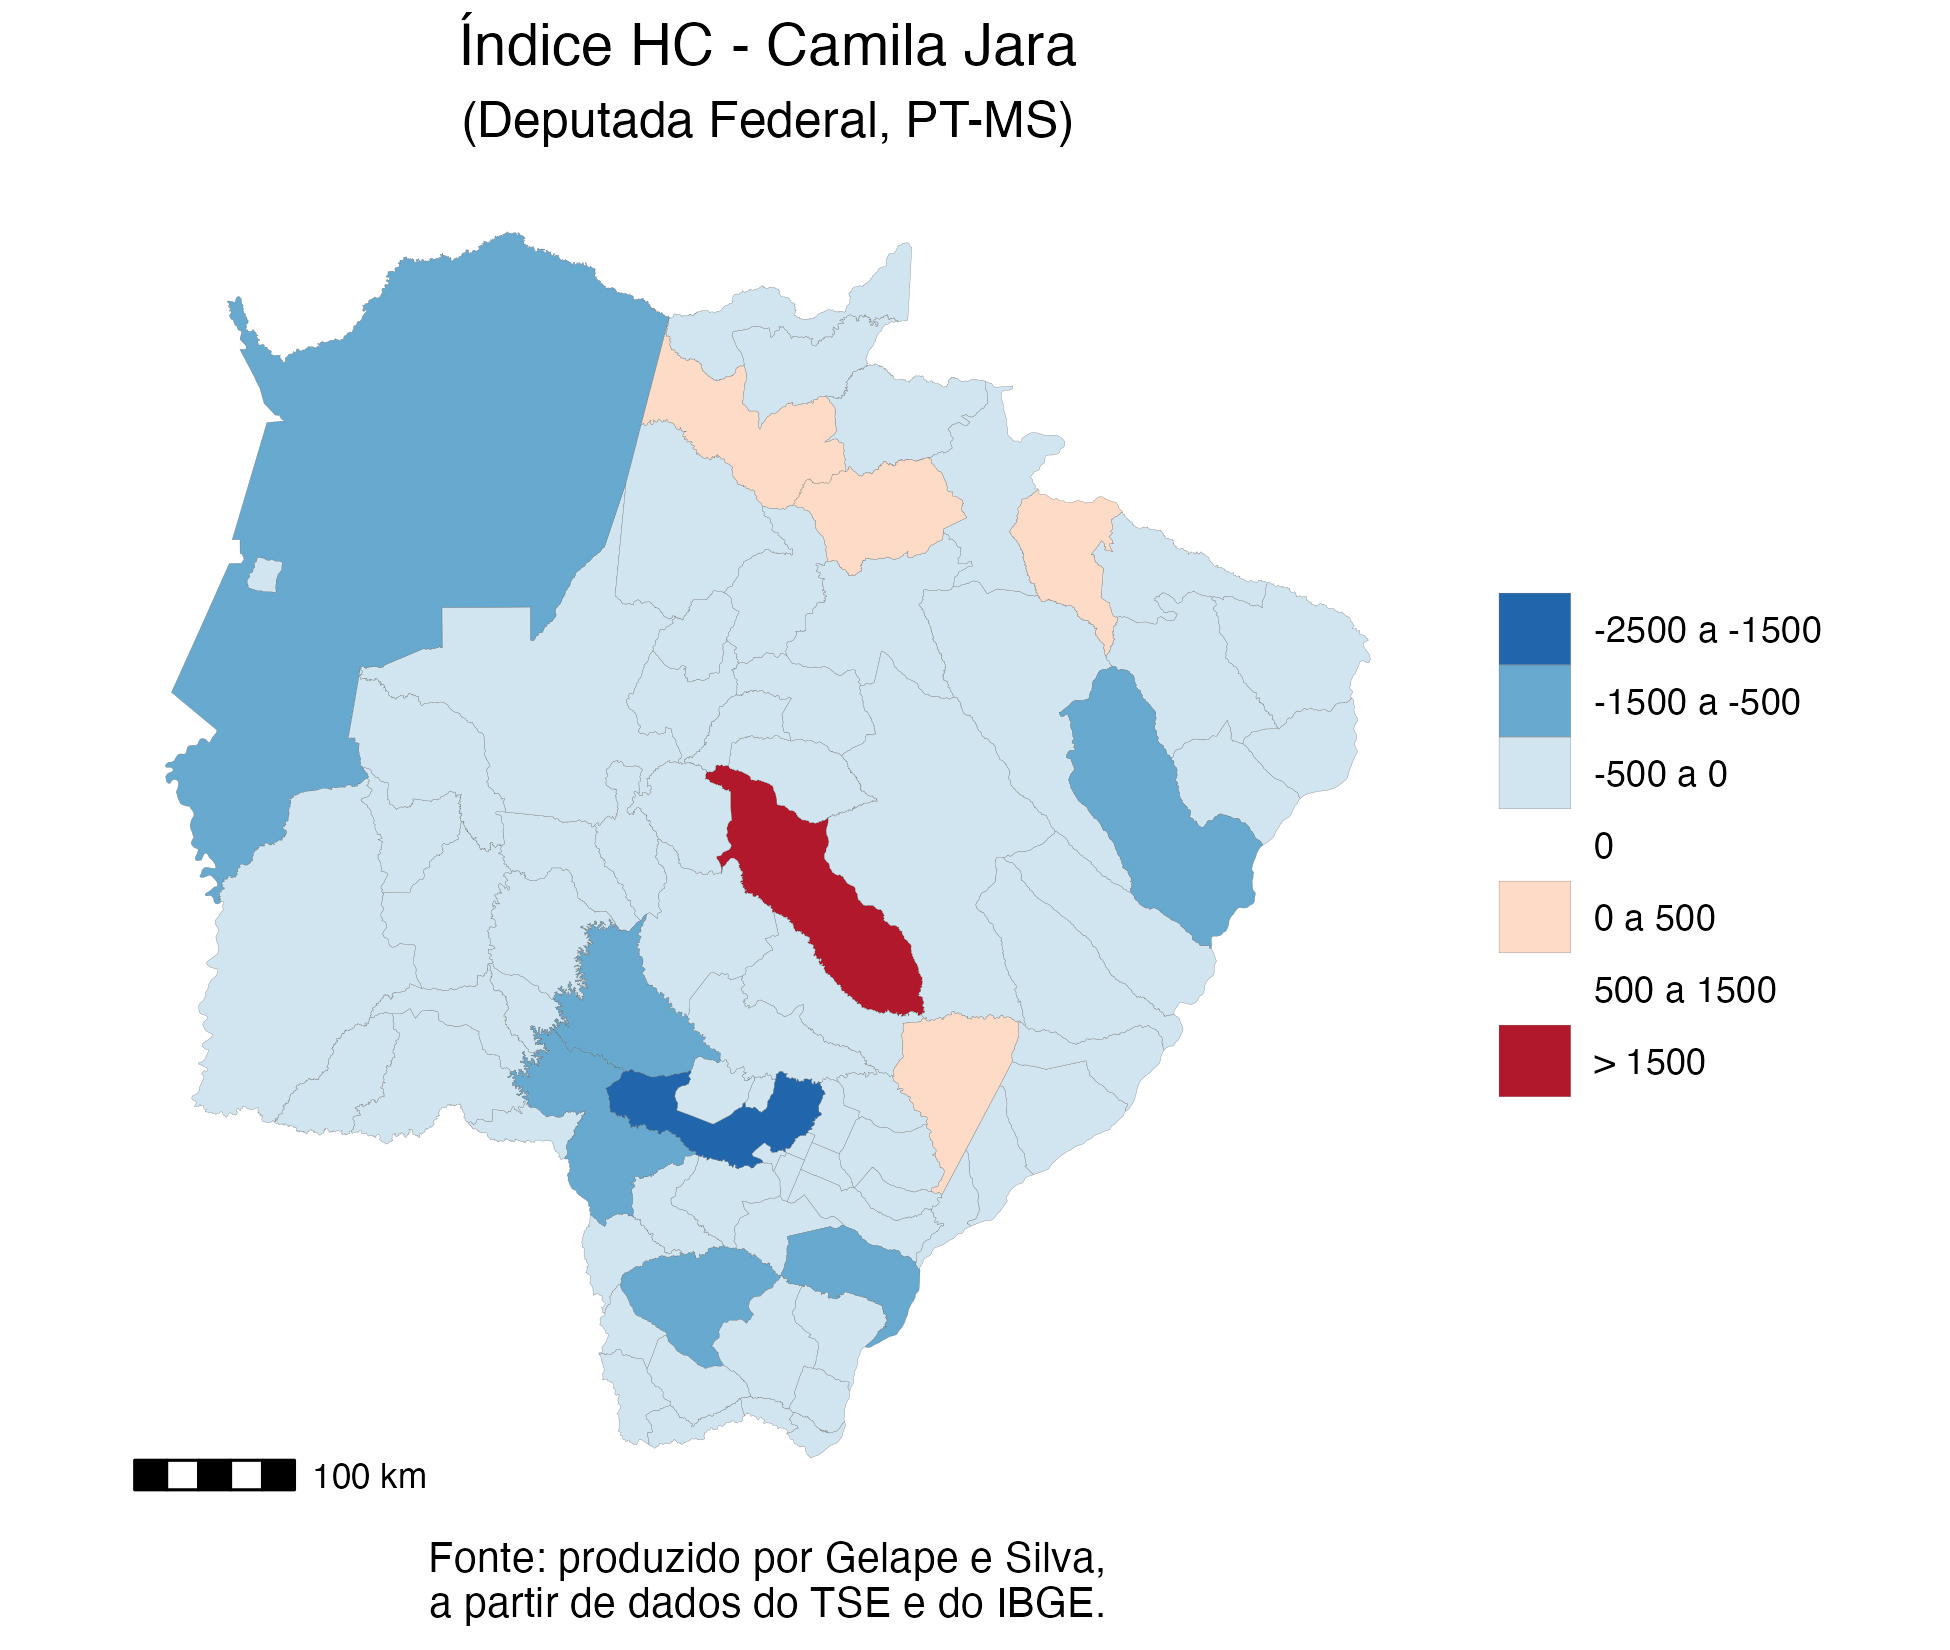 Índice HC - Camila Jara
(Deputada Federal, PT-MS)
-2500 a -1500
-1500 a -500
-500 a 0
0
0 a 500
500 a 1500
> 1500
100 km
Fonte: produzido por Gelape e Silva,
a partir de dados do TSE e do IBGE.